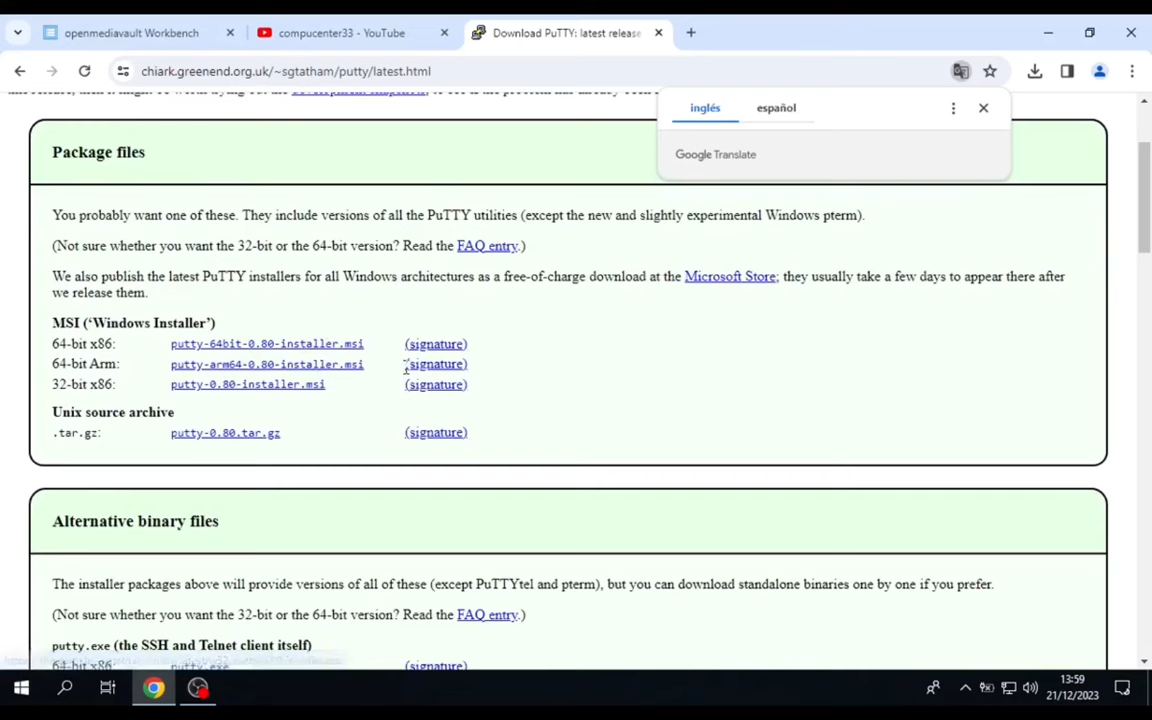 openmediavault Workbench
compucenter33 - YouTube
Download PuTTY: latest release
chiark.greenend.org.uk/~sgtatham/putty/latest.html
inglés español
Google Translate
Package files
You probably want one of these. They include versions of all the PuTTY utilities (except the new and slightly experimental Windows pterm).
(Not sure whether you want the 32-bit or the 64-bit version? Read the FAQ entry.)
We also publish the latest PuTTY installers for all Windows architectures as a free-of-charge download at the Microsoft Store; they usually take a few days to appear there after
we release them.
MSI (‘Windows Installer’)
64-bit x86: putty-64bit-0.80-installer.msi (signature)
64-bit Arm: putty-arm64-0.80-installer.msi (signature)
32-bit x86: putty-0.80-installer.msi (signature)
Unix source archive
.tar.gz: putty-0.80.tar.gz (signature)
Alternative binary files
The installer packages above will provide versions of all of these (except PuTTYtel and pterm), but you can download standalone binaries one by one if you prefer.
(Not sure whether you want the 32-bit or the 64-bit version? Read the FAQ entry.)
putty.exe (the SSH and Telnet client itself)
64-bit x86: putty.exe (signature)
13:59
21/12/2023